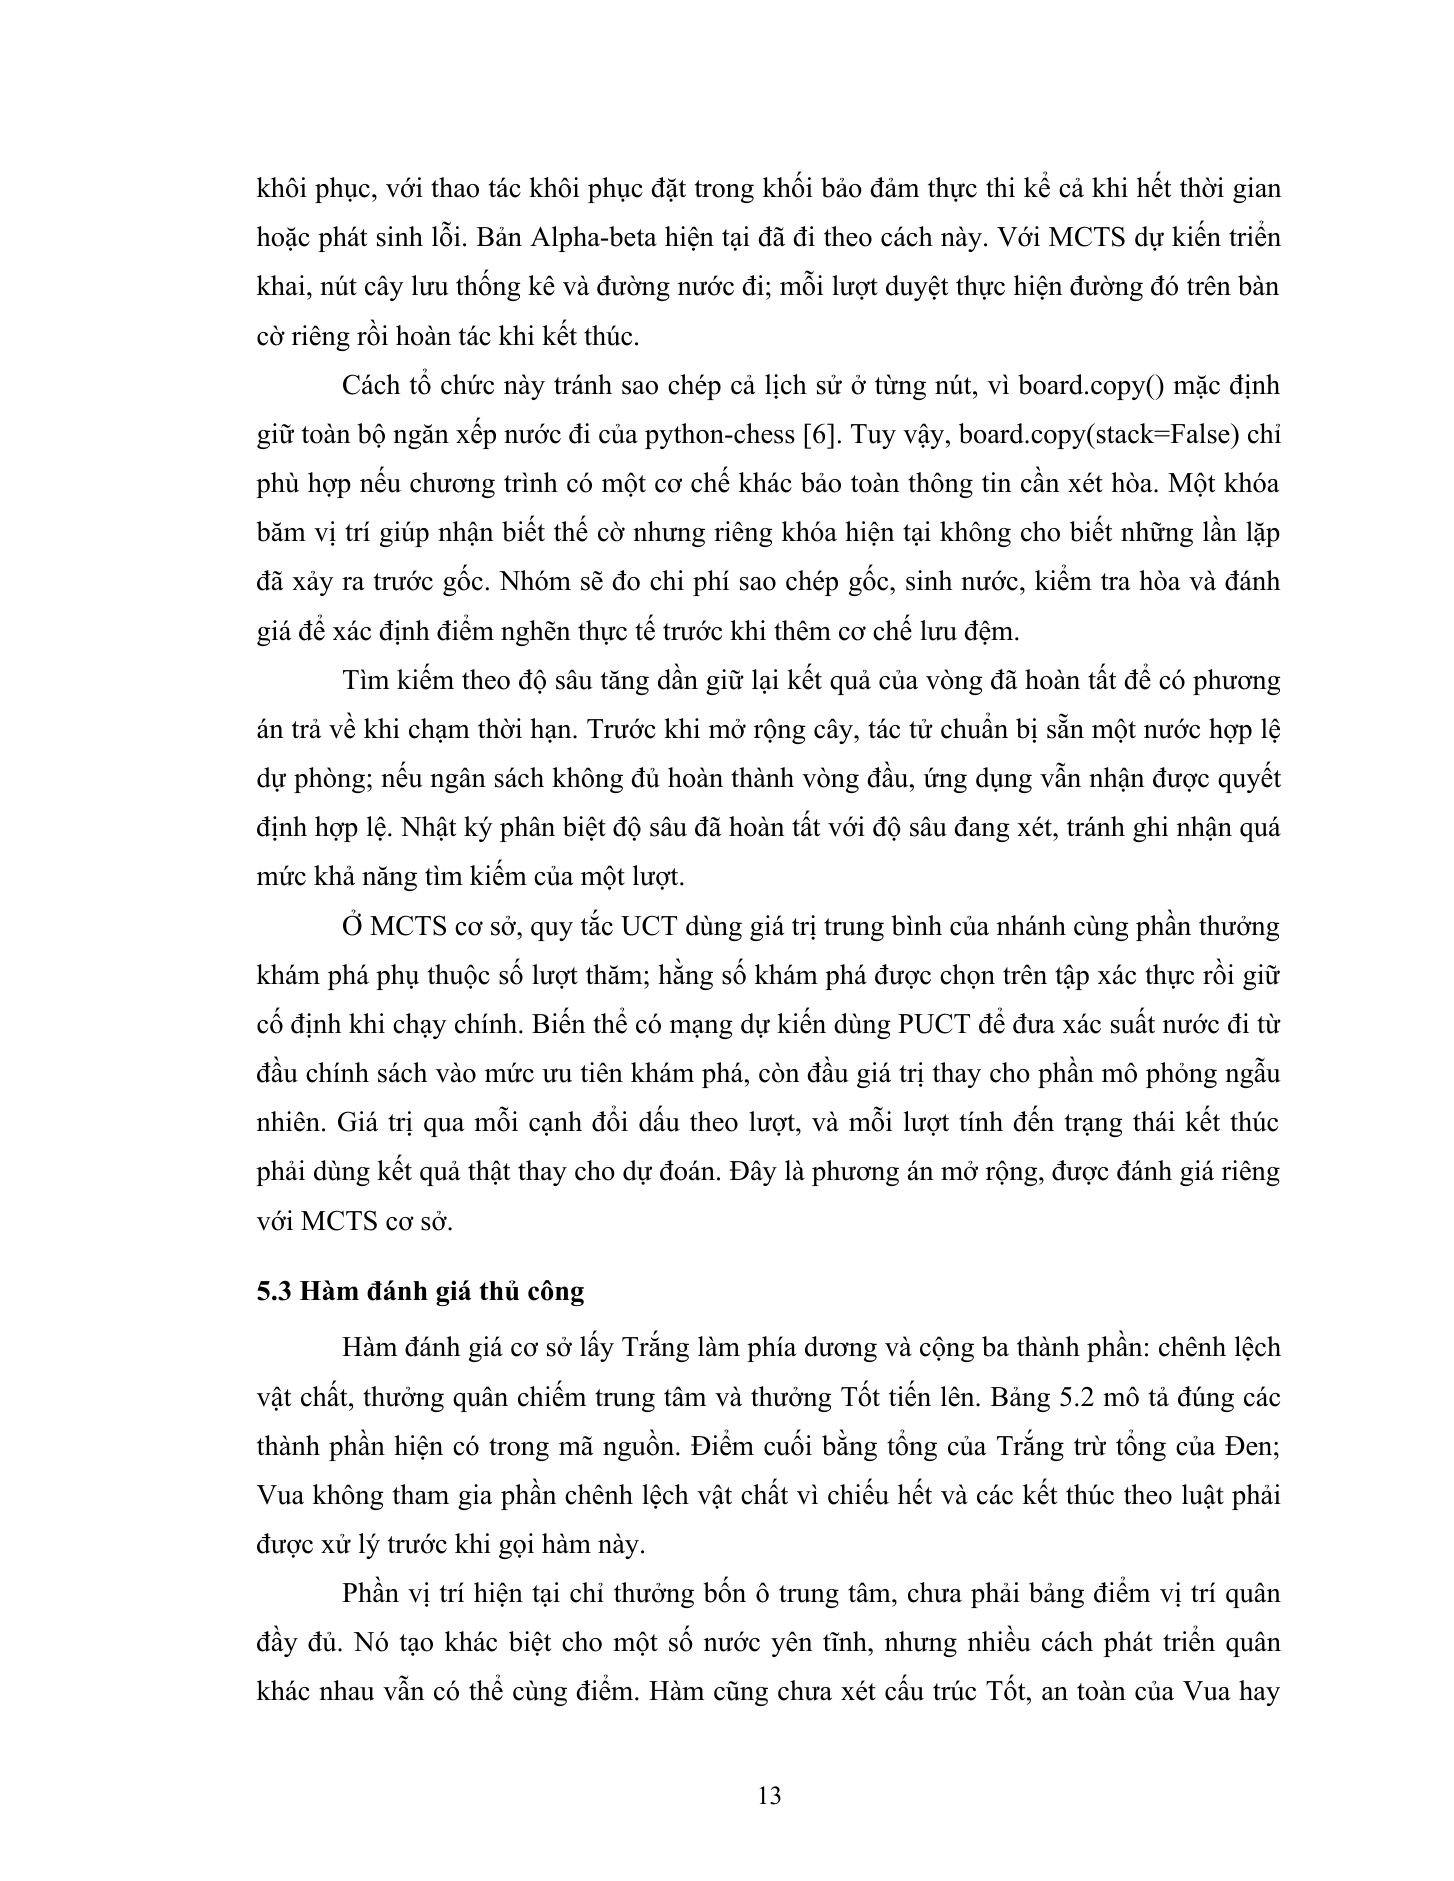 khôi phục, với thao tác khôi phục đặt trong khối bảo đảm thực thi kể cả khi hết thời gian
hoặc phát sinh lỗi. Bản Alpha-beta hiện tại đã đi theo cách này. Với MCTS dự kiến triển
khai, nút cây lưu thống kê và đường nước đi; mỗi lượt duyệt thực hiện đường đó trên bàn
cờ riêng rồi hoàn tác khi kết thúc.
Cách tổ chức này tránh sao chép cả lịch sử ở từng nút, vì board.copy() mặc định
giữ toàn bộ ngăn xếp nước đi của python-chess [6]. Tuy vậy, board.copy(stack=False) chỉ
phù hợp nếu chương trình có một cơ chế khác bảo toàn thông tin cần xét hòa. Một khóa
băm vị trí giúp nhận biết thế cờ nhưng riêng khóa hiện tại không cho biết những lần lặp
đã xảy ra trước gốc. Nhóm sẽ đo chi phí sao chép gốc, sinh nước, kiểm tra hòa và đánh
giá để xác định điểm nghẽn thực tế trước khi thêm cơ chế lưu đệm.
Tìm kiếm theo độ sâu tăng dần giữ lại kết quả của vòng đã hoàn tất để có phương
án trả về khi chạm thời hạn. Trước khi mở rộng cây, tác tử chuẩn bị sẵn một nước hợp lệ
dự phòng; nếu ngân sách không đủ hoàn thành vòng đầu, ứng dụng vẫn nhận được quyết
định hợp lệ. Nhật ký phân biệt độ sâu đã hoàn tất với độ sâu đang xét, tránh ghi nhận quá
mức khả năng tìm kiếm của một lượt.
Ở MCTS cơ sở, quy tắc UCT dùng giá trị trung bình của nhánh cùng phần thưởng
khám phá phụ thuộc số lượt thăm; hằng số khám phá được chọn trên tập xác thực rồi giữ
cố định khi chạy chính. Biến thể có mạng dự kiến dùng PUCT để đưa xác suất nước đi từ
đầu chính sách vào mức ưu tiên khám phá, còn đầu giá trị thay cho phần mô phỏng ngẫu
nhiên. Giá trị qua mỗi cạnh đổi dấu theo lượt, và mỗi lượt tính đến trạng thái kết thúc
phải dùng kết quả thật thay cho dự đoán. Đây là phương án mở rộng, được đánh giá riêng
với MCTS cơ sở.
5.3 Hàm đánh giá thủ công
Hàm đánh giá cơ sở lấy Trắng làm phía dương và cộng ba thành phần: chênh lệch
vật chất, thưởng quân chiếm trung tâm và thưởng Tốt tiến lên. Bảng 5.2 mô tả đúng các
thành phần hiện có trong mã nguồn. Điểm cuối bằng tổng của Trắng trừ tổng của Đen;
Vua không tham gia phần chênh lệch vật chất vì chiếu hết và các kết thúc theo luật phải
được xử lý trước khi gọi hàm này.
Phần vị trí hiện tại chỉ thưởng bốn ô trung tâm, chưa phải bảng điểm vị trí quân
đầy đủ. Nó tạo khác biệt cho một số nước yên tĩnh, nhưng nhiều cách phát triển quân
khác nhau vẫn có thể cùng điểm. Hàm cũng chưa xét cấu trúc Tốt, an toàn của Vua hay
13